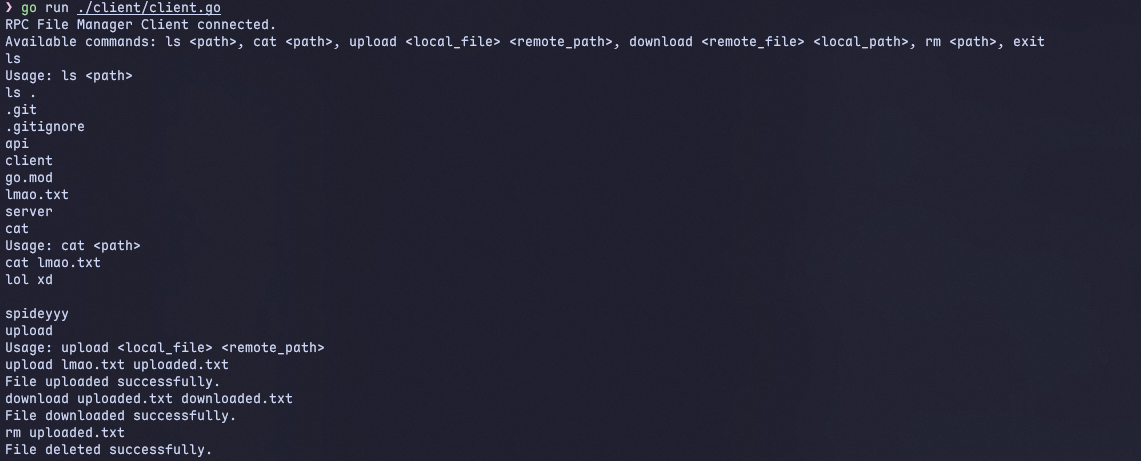 ❯ go run ./client/client.go
RPC File Manager Client connected.
Available commands: ls <path>, cat <path>, upload <local_file> <remote_path>, download <remote_file> <local_path>, rm <path>, exit
ls
Usage: ls <path>
ls .
.git
.gitignore
api
client
go.mod
lmao.txt
server
cat
Usage: cat <path>
cat lmao.txt
lol xd

spideyyy
upload
Usage: upload <local_file> <remote_path>
upload lmao.txt uploaded.txt
File uploaded successfully.
download uploaded.txt downloaded.txt
File downloaded successfully.
rm uploaded.txt
File deleted successfully.